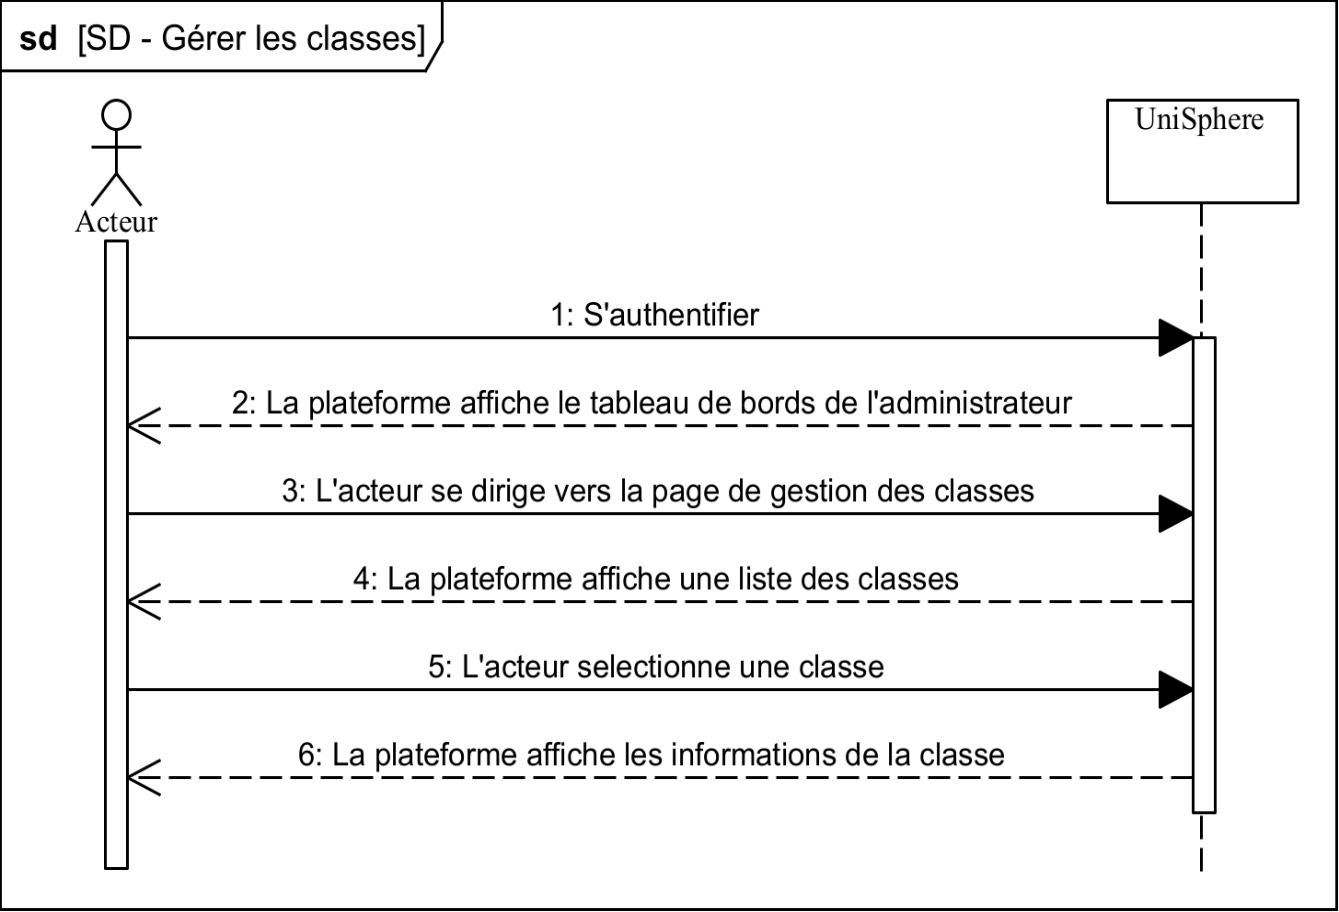 sd [SD - Gérer les classes]
UniSphere
Acteur
1: S'authentifier
2: La plateforme affiche le tableau de bords de l'administrateur
3: L'acteur se dirige vers la page de gestion des classes
4: La plateforme affiche une liste des classes
5: L'acteur selectionne une classe
6: La plateforme affiche les informations de la classe